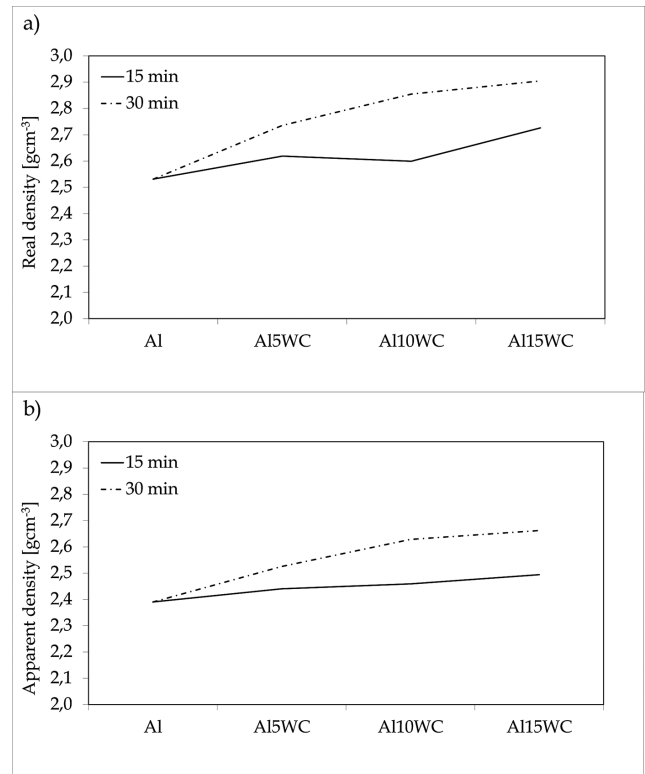 a)
3,0
2,9
2,8
2,7
2,6
2,5
2,4
2,3
2,2
2,1
2,0
Real density [gcm-3]
15 min
30 min
Al Al5WC Al10WC Al15WC
b)
3,0
2,9
2,8
2,7
2,6
2,5
2,4
2,3
2,2
2,1
2,0
Apparent density [gcm-3]
15 min
30 min
Al Al5WC Al10WC Al15WC